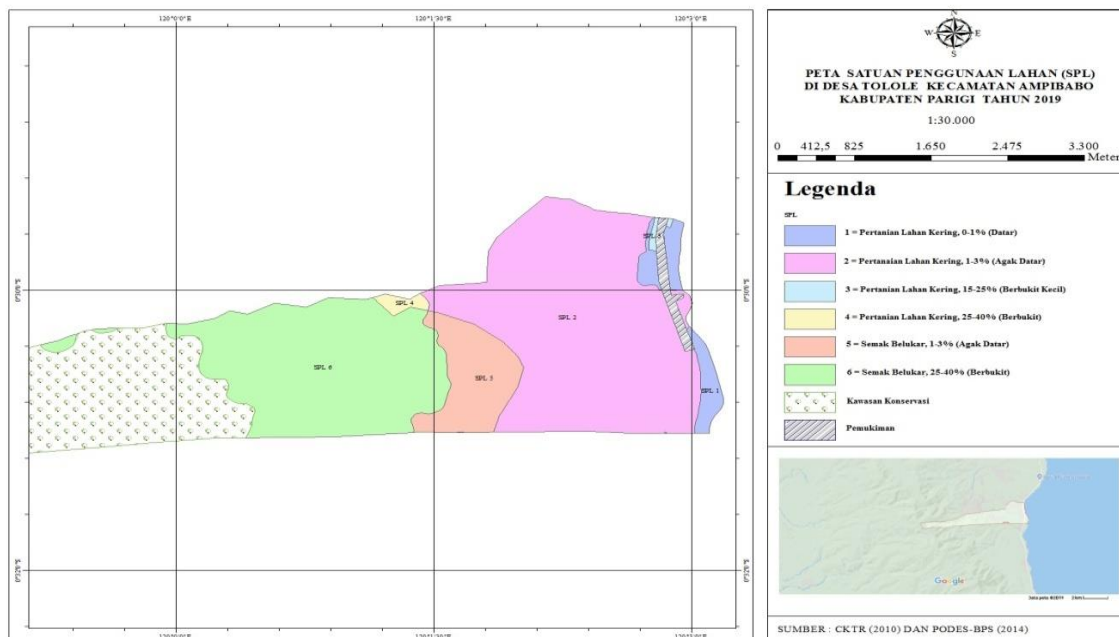 120°0'0"E 120°1'30"E 120°3'0"E
SPL 3
SPL 4
SPL 2
SPL 6
SPL 5
SPL 1
N
W E
S
PETA SATUAN PENGGUNAAN LAHAN (SPL)
DI DESA TOLOLE KECAMATAN AMPIBABO
KABUPATEN PARIGI TAHUN 2019
1:30.000
0 412,5 825 1.650 2.475 3.300
Meter
Legenda
SPL
1 = Pertanian Lahan Kering, 0-1% (Datar)
2 = Pertanaian Lahan Kering, 1-3% (Agak Datar)
3 = Pertanian Lahan Kering, 15-25% (Berbukit Kecil)
4 = Pertanian Lahan Kering, 25-40% (Berbukit)
5 = Semak Belukar, 1-3% (Agak Datar)
6 = Semak Belukar, 25-40% (Berbukit)
Kawasan Konservasi
Pemukiman
Google
SUMBER : CKTR (2010) DAN PODES-BPS (2014)